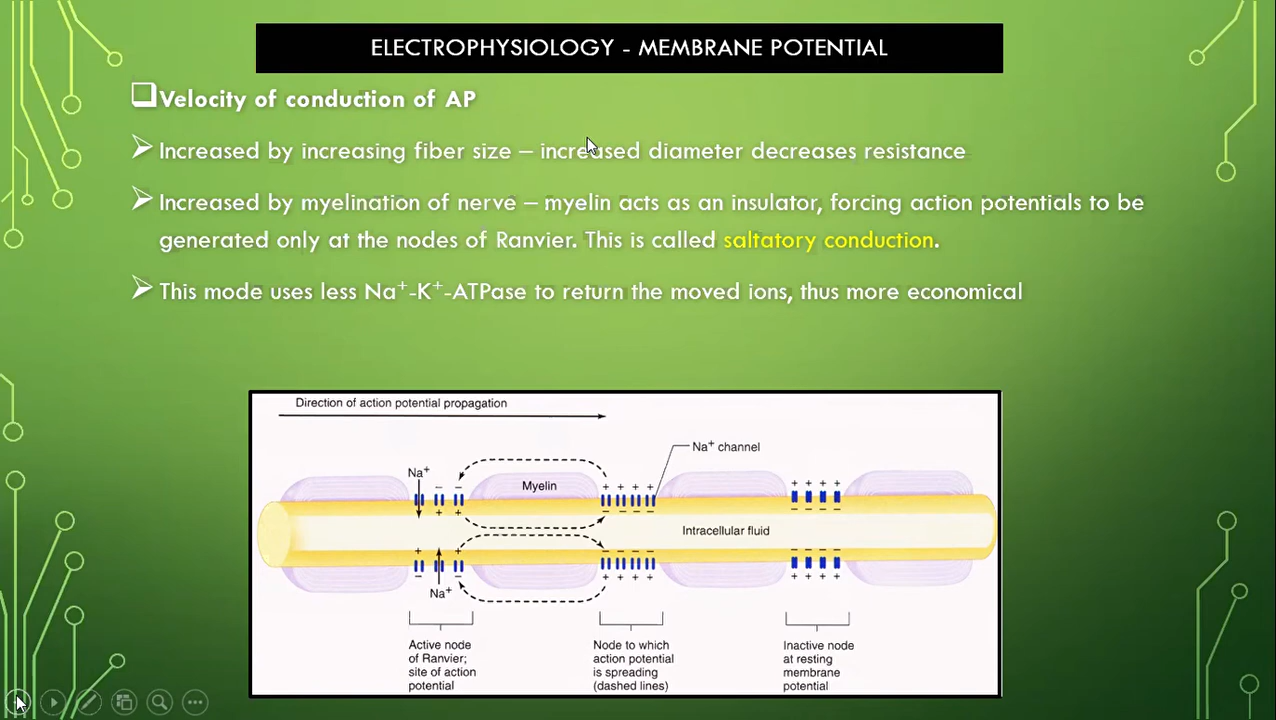 ELECTROPHYSIOLOGY - MEMBRANE POTENTIAL
Velocity of conduction of AP
Increased by increasing fiber size – increased diameter decreases resistance
Increased by myelination of nerve – myelin acts as an insulator, forcing action potentials to be
generated only at the nodes of Ranvier. This is called saltatory conduction.
This mode uses less Na⁺-K⁺-ATPase to return the moved ions, thus more economical
Direction of action potential propagation
Na⁺ channel
Na⁺
Myelin
Intracellular fluid
Na⁺
Active node
of Ranvier;
site of action
potential
Node to which
action potential
is spreading
(dashed lines)
Inactive node
at resting
membrane
potential